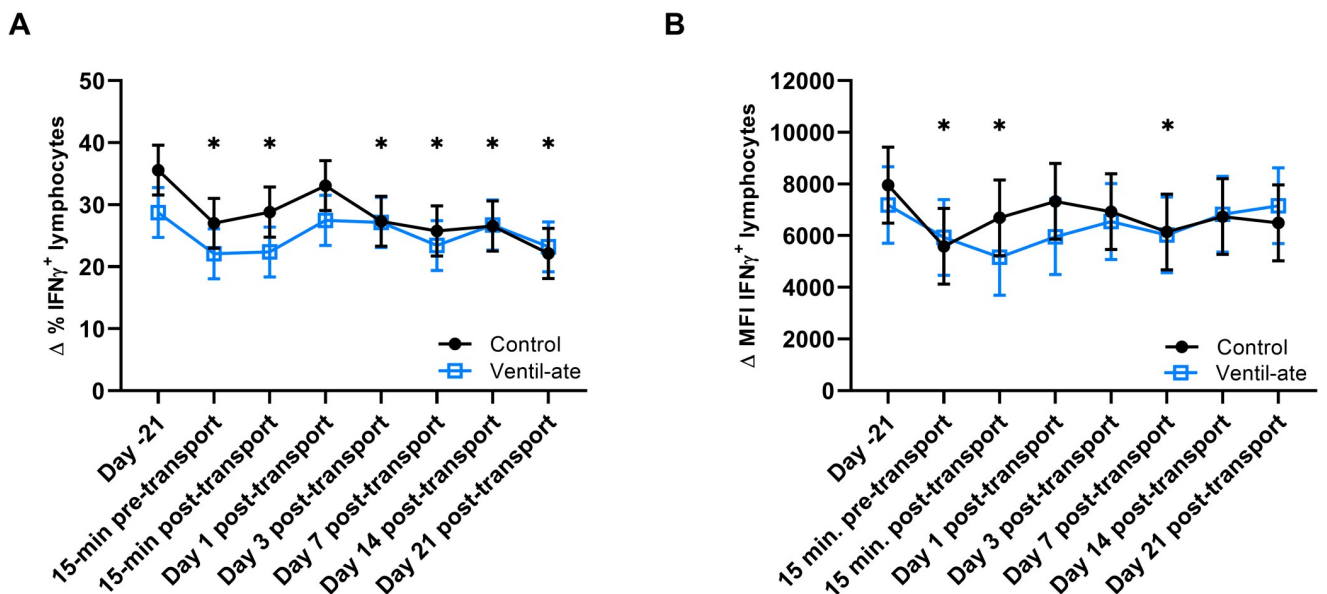 A
Δ % IFNγ⁺ lymphocytes
50
40
30
20
10
0
* * * * * *
Control
Ventil-ate
Day -21
15-min pre-transport
15-min post-transport
Day 1 post-transport
Day 3 post-transport
Day 7 post-transport
Day 14 post-transport
Day 21 post-transport
B
Δ MFI IFNγ⁺ lymphocytes
12000
10000
8000
6000
4000
2000
0
* * *
Control
Ventil-ate
Day -21
15 min. pre-transport
15 min. post-transport
Day 1 post-transport
Day 3 post-transport
Day 7 post-transport
Day 14 post-transport
Day 21 post-transport